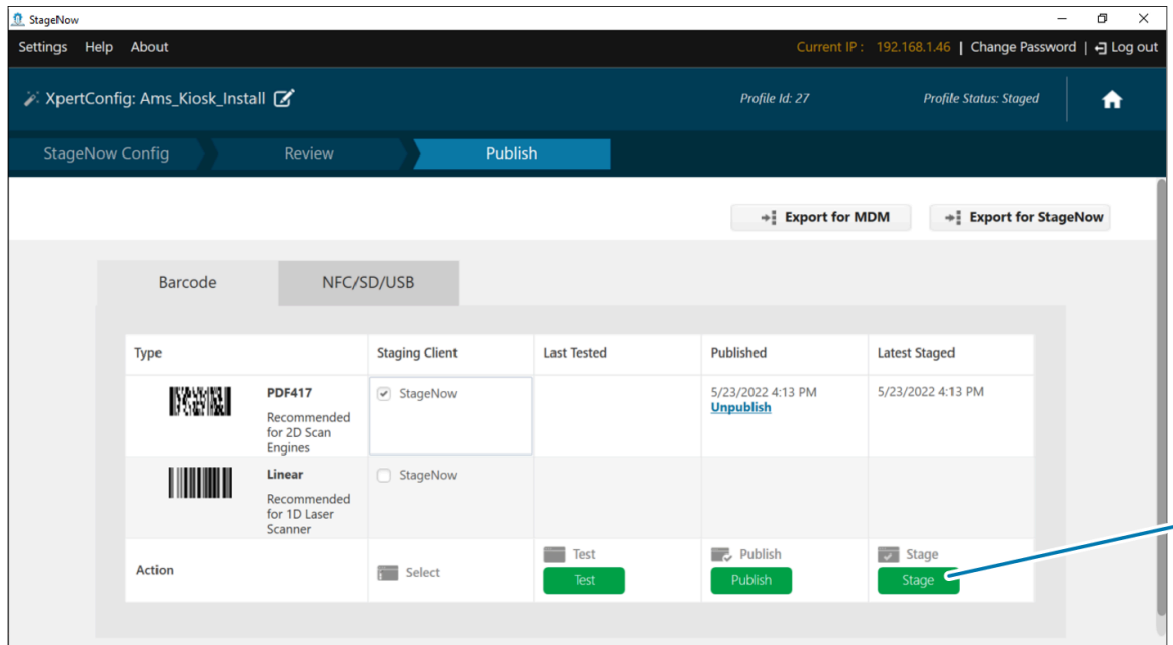 StageNow
Settings Help About
Current IP : 192.168.1.46 | Change Password | Log out
XpertConfig: Ams_Kiosk_Install
Profile Id: 27
Profile Status: Staged
StageNow Config
Review
Publish
Export for MDM
Export for StageNow
Barcode
NFC/SD/USB
Type
Staging Client
Last Tested
Published
Latest Staged
PDF417
Recommended
for 2D Scan
Engines
StageNow
5/23/2022 4:13 PM
Unpublish
5/23/2022 4:13 PM
Linear
Recommended
for 1D Laser
Scanner
StageNow
Action
Select
Test
Test
Publish
Publish
Stage
Stage